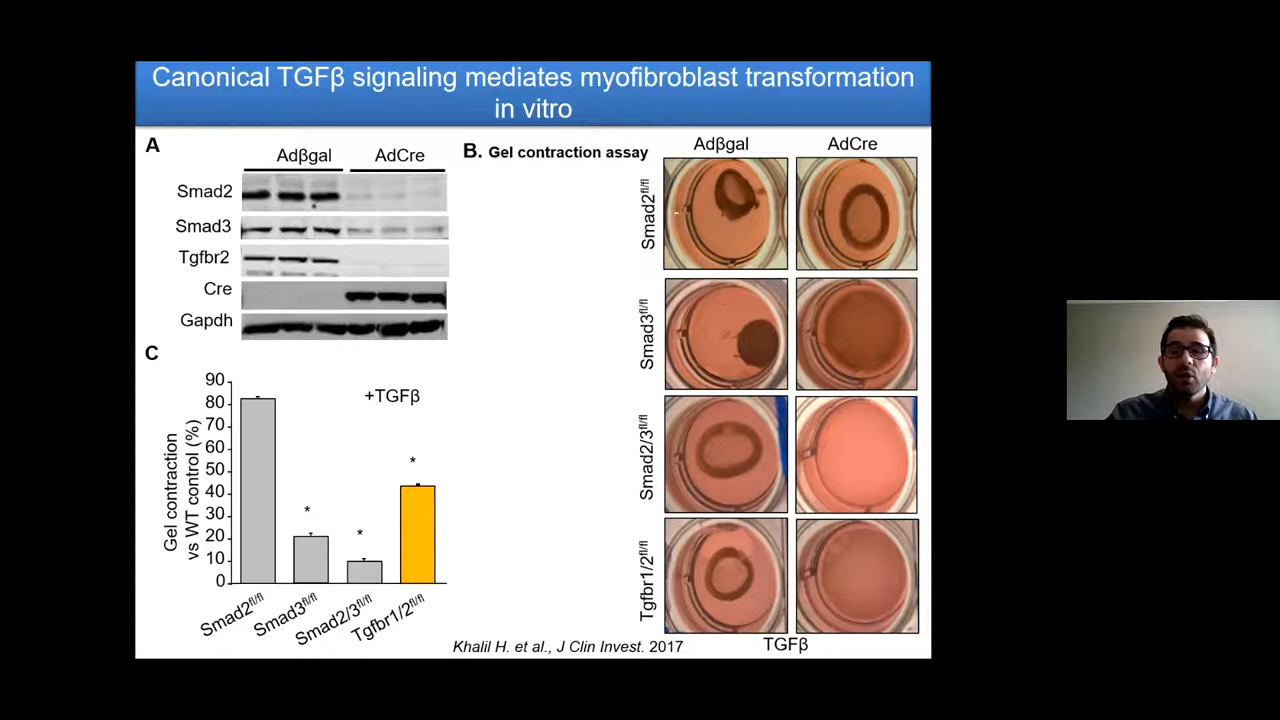 Canonical TGFβ signaling mediates myofibroblast transformation
in vitro
A
Adβgal
AdCre
Smad2
Smad3
Tgfbr2
Cre
Gapdh
B. Gel contraction assay
Adβgal
AdCre
Smad2fl/fl
Smad3fl/fl
Smad2/3fl/fl
Tgfbr1/2fl/fl
TGFβ
C
Gel contraction
vs WT control (%)
90
80
70
60
50
40
30
20
10
0
+TGFβ
*
*
*
Smad2fl/fl
Smad3fl/fl
Smad2/3fl/fl
Tgfbr1/2fl/fl
Khalil H. et al., J Clin Invest. 2017